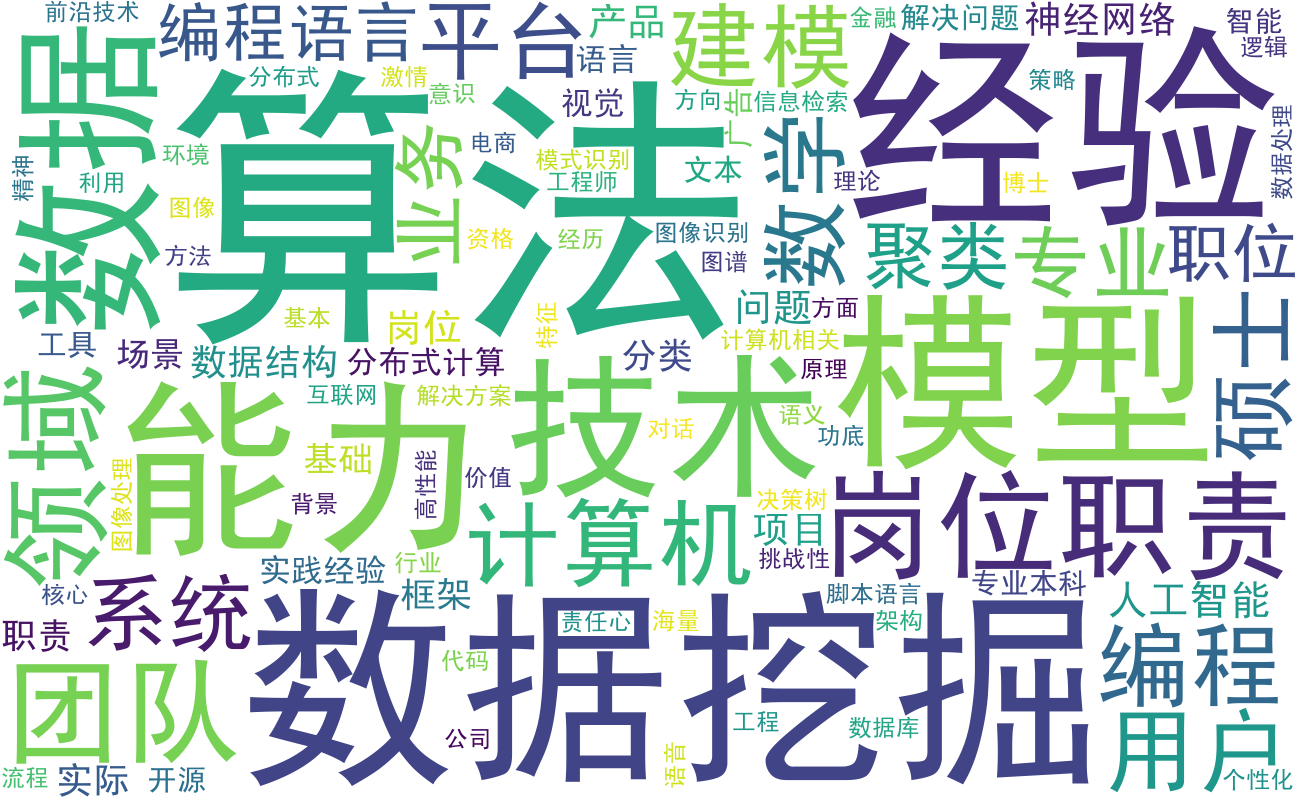 前沿技术
编程语言
平台
产品
建模
金融
解决问题
神经网络
智能
逻辑
数据
分布式
激情
意识
语言
视觉
方向
广告
信息检索
策略
经验
算法
业务
电商
模式识别
工程师
文本
数学
理论
博士
数据处理
精神
环境
利用
图像
方法
资格
经历
图像识别
图谱
聚类
专业
职位
基本
岗位
特征
问题
方面
计算机相关
工具
场景
数据结构
分布式计算
分类
原理
模型
硕士
领域
能力
互联网
解决方案
技术
对话
语义
功底
基础
图像处理
背景
高性能
价值
决策树
岗位职责
计算机
项目
挑战性
核心
系统
实践经验
行业
框架
专业本科
脚本语言
架构
人工智能
职责
责任心
海量
数据挖掘
编程
团队
代码
公司
工程
数据库
语音
用户
流程
实际
开源
个性化